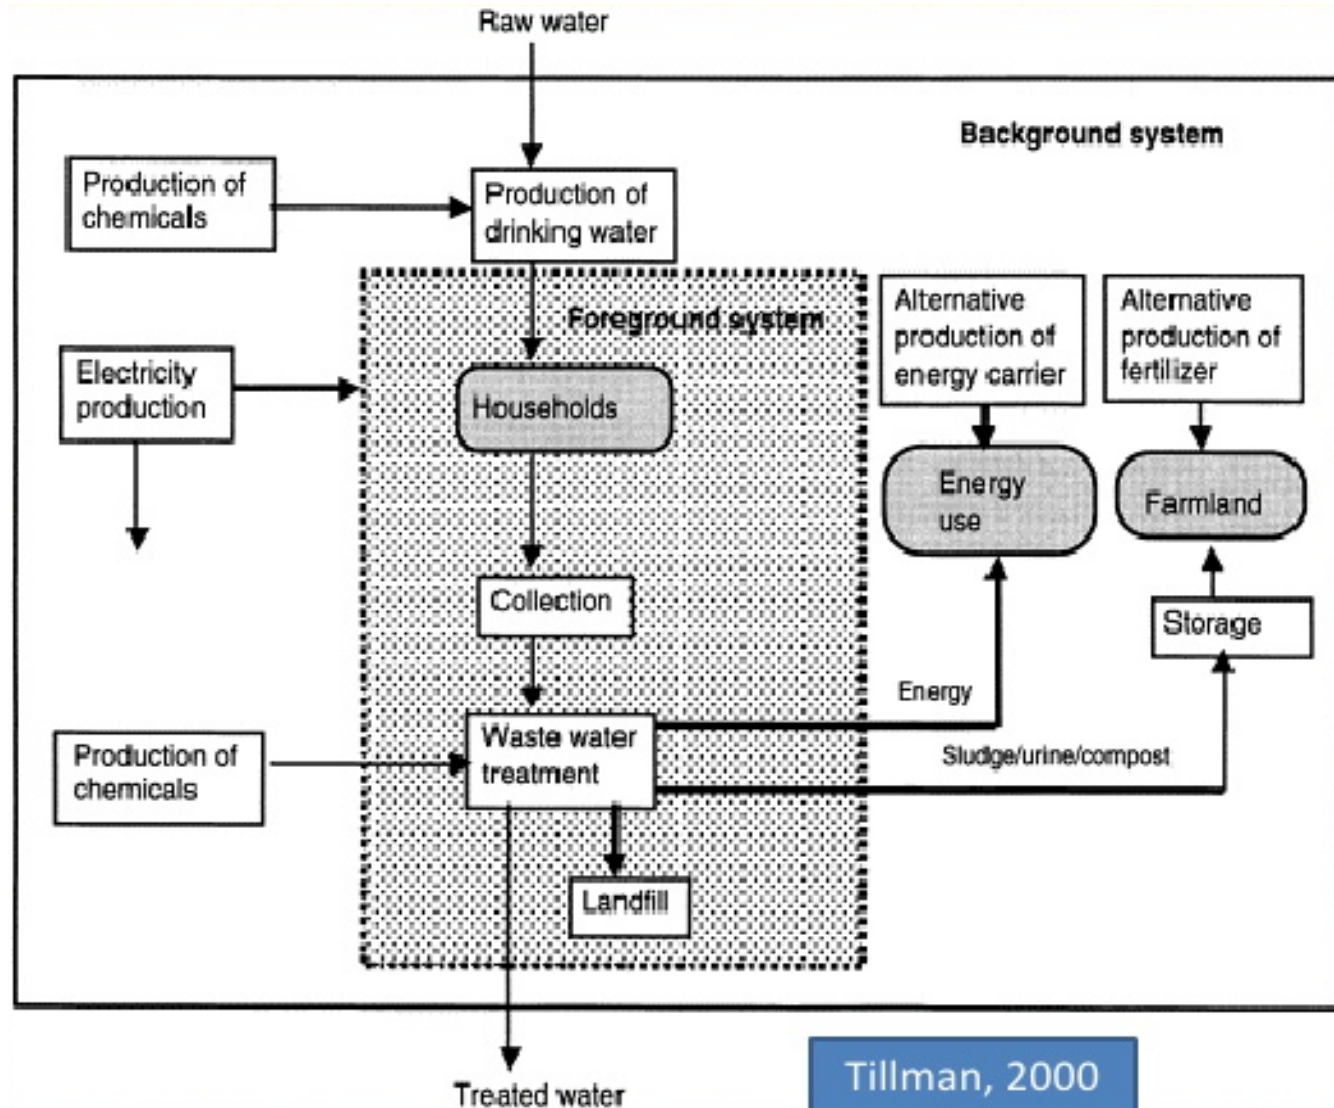 Raw water
Background system
Production of
chemicals
Production of
drinking water
Foreground system
Alternative
production of
energy carrier
Alternative
production of
fertilizer
Electricity
production
Households
Energy
use
Farmland
Collection
Storage
Energy
Waste water
treatment
Sludge/urine/compost
Production of
chemicals
Landfill
Treated water
Tillman, 2000